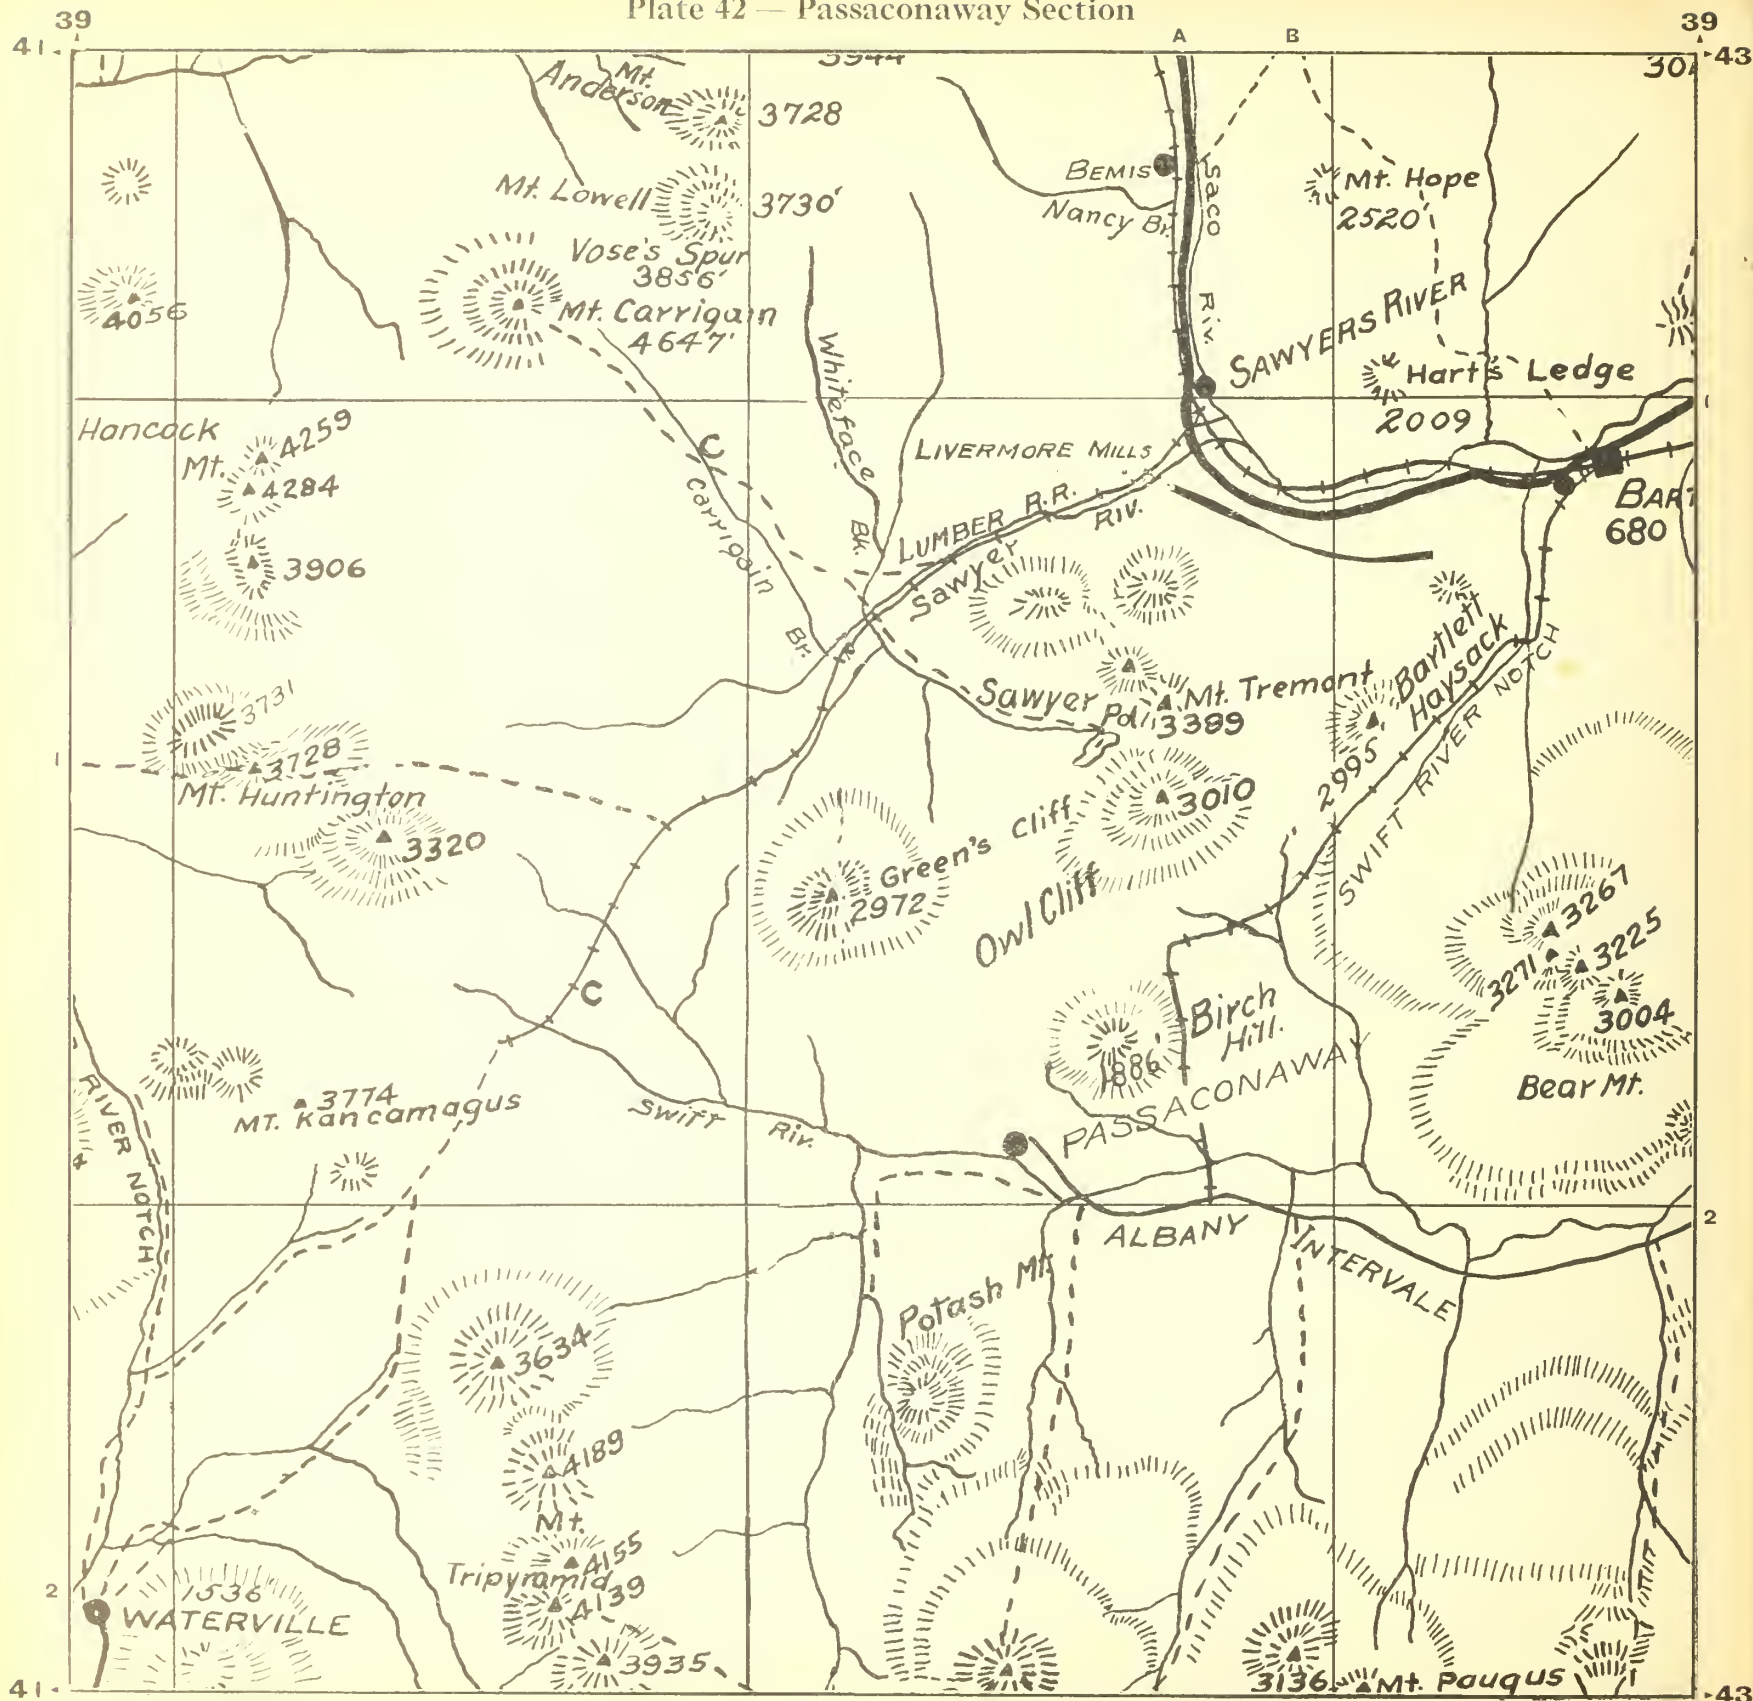 Plate 42 — Passaconaway Section
39
39
41
43
A
B
Mt.
Anderson
3728
BEMIS
Nancy Br.
Saco
Riv.
Mt. Hope
2520'
Mt. Lowell
3730'
Vose's Spur
3856'
Mt. Carrigain
4647'
4056
SAWYERS RIVER
Hart's Ledge
2009
Whiteface
Bk.
1
Hancock
Mt.
4259
4284
3906
C
Carrigain
Br.
LIVERMORE MILLS
LUMBER R.R.
Sawyer
RIV.
680
Bartlett
Haysack
2995'
SWIFT RIVER NOTCH
Sawyer
Mt. Tremont
3389
3731
3728
1
Mt. Huntington
3320
3010
Green's Cliff
2972
Owl Cliff
3267
3271
3225
3004
Bear Mt.
C
Birch
Hill.
1886'
PASSACONAWAY
RIVER NOTCH
3774
MT. Kancamagus
SWIFT Riv.
2
ALBANY INTERVALE
Potash Mt.
3634
4189
Mt.
Tripyramid
4155
4139
3935
2
1536
WATERVILLE
3136
Mt. Paugus
41
43